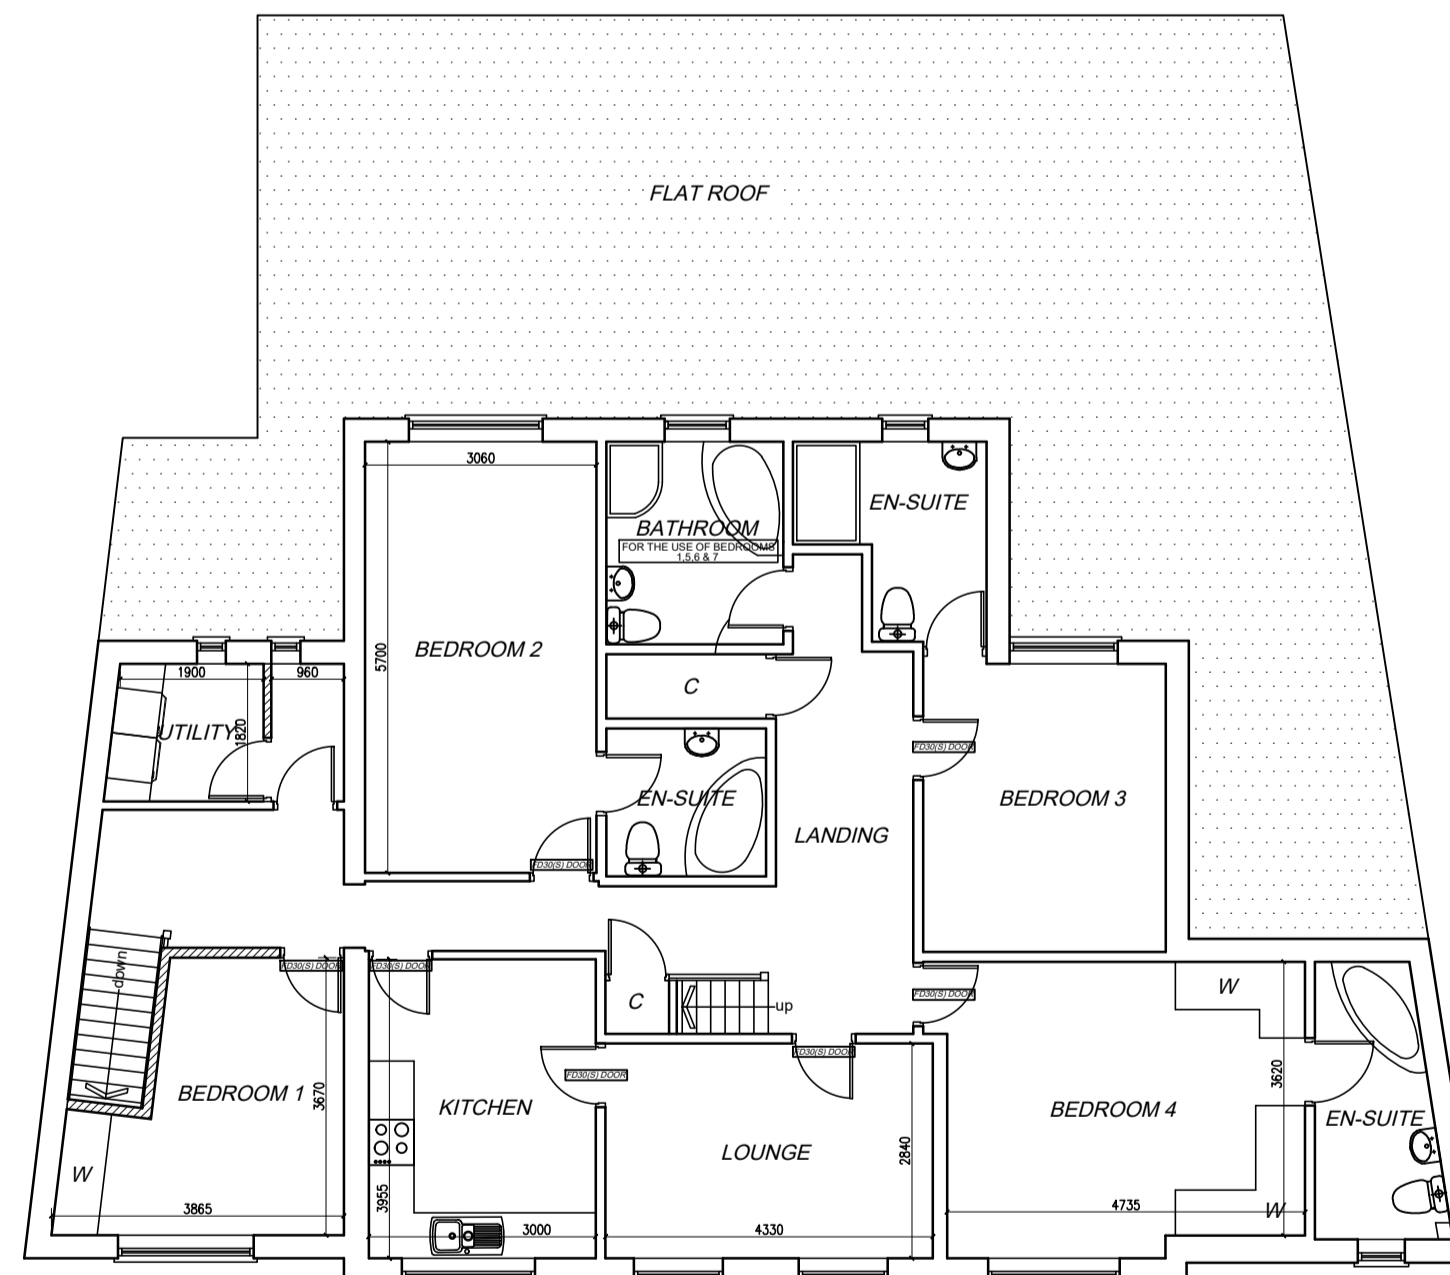 FLAT ROOF
3060
EN-SUITE
BATHROOM
FOR THE USE OF BEDROOMS
1,5,6 & 7
BEDROOM 2
5700
1900
960
C
UTILITY
1820
FD30(S) DOOR
EN-SUITE
BEDROOM 3
LANDING
FD30(S) DOOR
down
FD30(S) DOOR
FD30(S) DOOR
C
up
FD30(S) DOOR
W
FD30(S) DOOR
FD30(S) DOOR
BEDROOM 1
3670
KITCHEN
BEDROOM 4
3620
EN-SUITE
LOUNGE
2840
W
3865
3955
3000
4330
4735
W